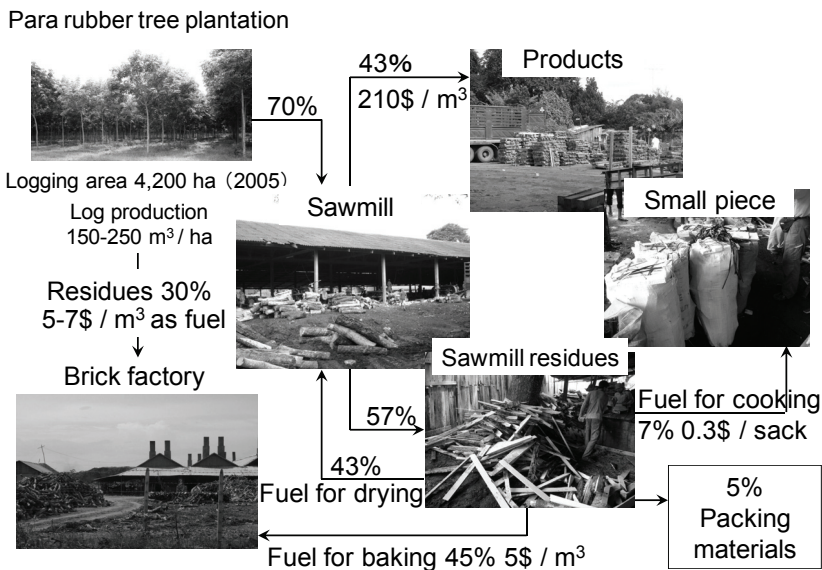 Para rubber tree plantation
43%
Products
70%
210$ / m³
Logging area 4,200 ha (2005)
Sawmill
Small piece
Log production
150-250 m³ / ha
Residues 30%
5-7$ / m³ as fuel
Sawmill residues
Brick factory
Fuel for cooking
57%
7% 0.3$ / sack
43%
Fuel for drying
5%
Packing
materials
Fuel for baking 45% 5$ / m³